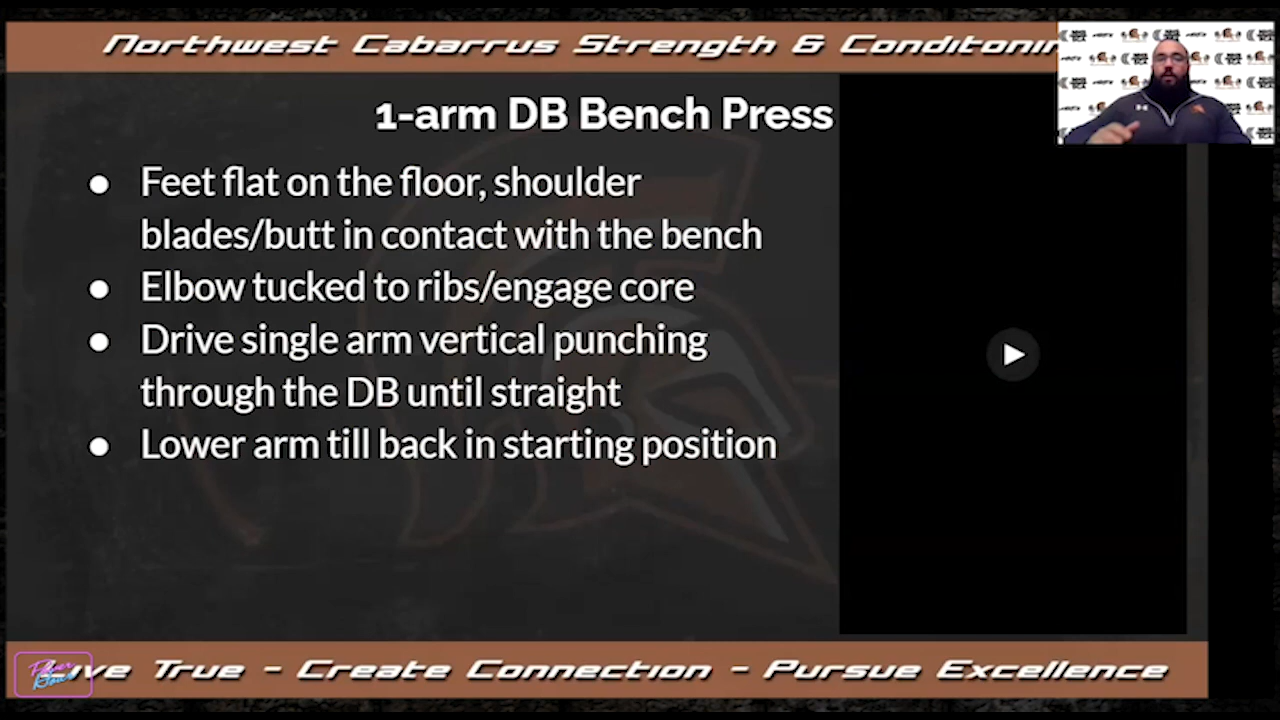 Northwest Cabarrus Strength & Conditonin
1-arm DB Bench Press
● Feet flat on the floor, shoulder
blades/butt in contact with the bench
● Elbow tucked to ribs/engage core
● Drive single arm vertical punching
through the DB until straight
● Lower arm till back in starting position
True - Create Connection - Pursue Excellence